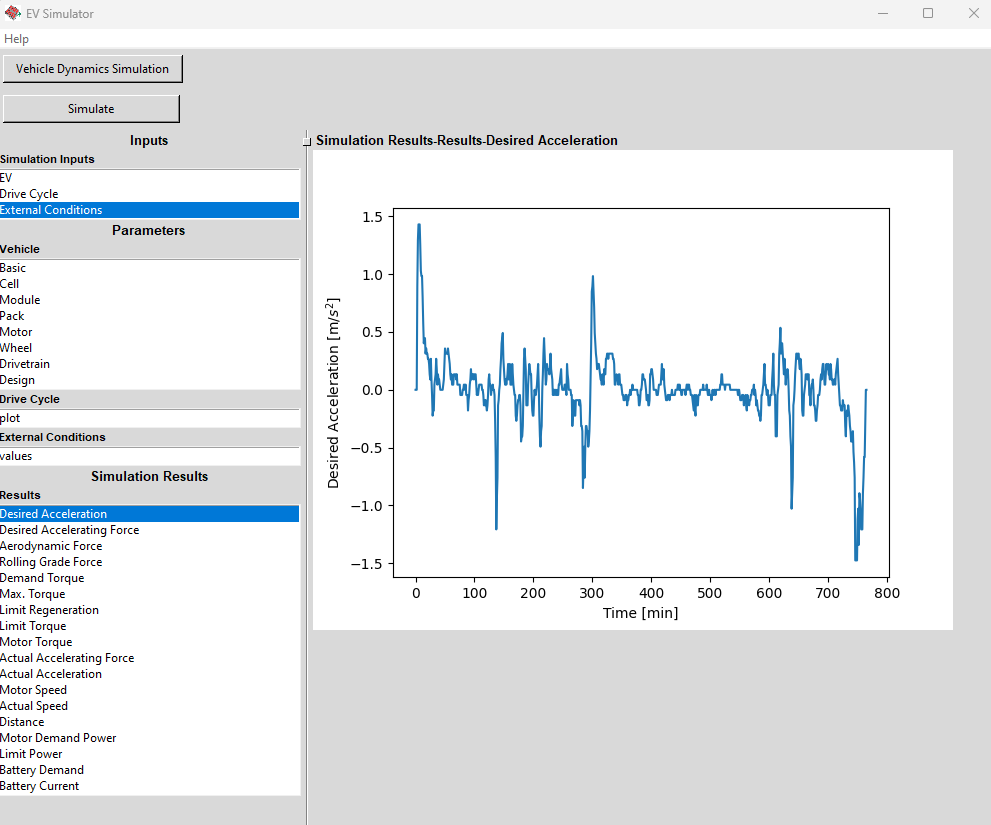 EV Simulator
Help
Vehicle Dynamics Simulation
Simulate
Inputs
Simulation Inputs
EV
Drive Cycle
External Conditions
Parameters
Vehicle
Basic
Cell
Module
Pack
Motor
Wheel
Drivetrain
Design
Drive Cycle
plot
External Conditions
values
Simulation Results
Results
Desired Acceleration
Desired Accelerating Force
Aerodynamic Force
Rolling Grade Force
Demand Torque
Max. Torque
Limit Regeneration
Limit Torque
Motor Torque
Actual Accelerating Force
Actual Acceleration
Motor Speed
Actual Speed
Distance
Motor Demand Power
Limit Power
Battery Demand
Battery Current
Simulation Results-Results-Desired Acceleration
Desired Acceleration [m/s²]
1.5
1.0
0.5
0.0
−0.5
−1.0
−1.5
0 100 200 300 400 500 600 700 800
Time [min]